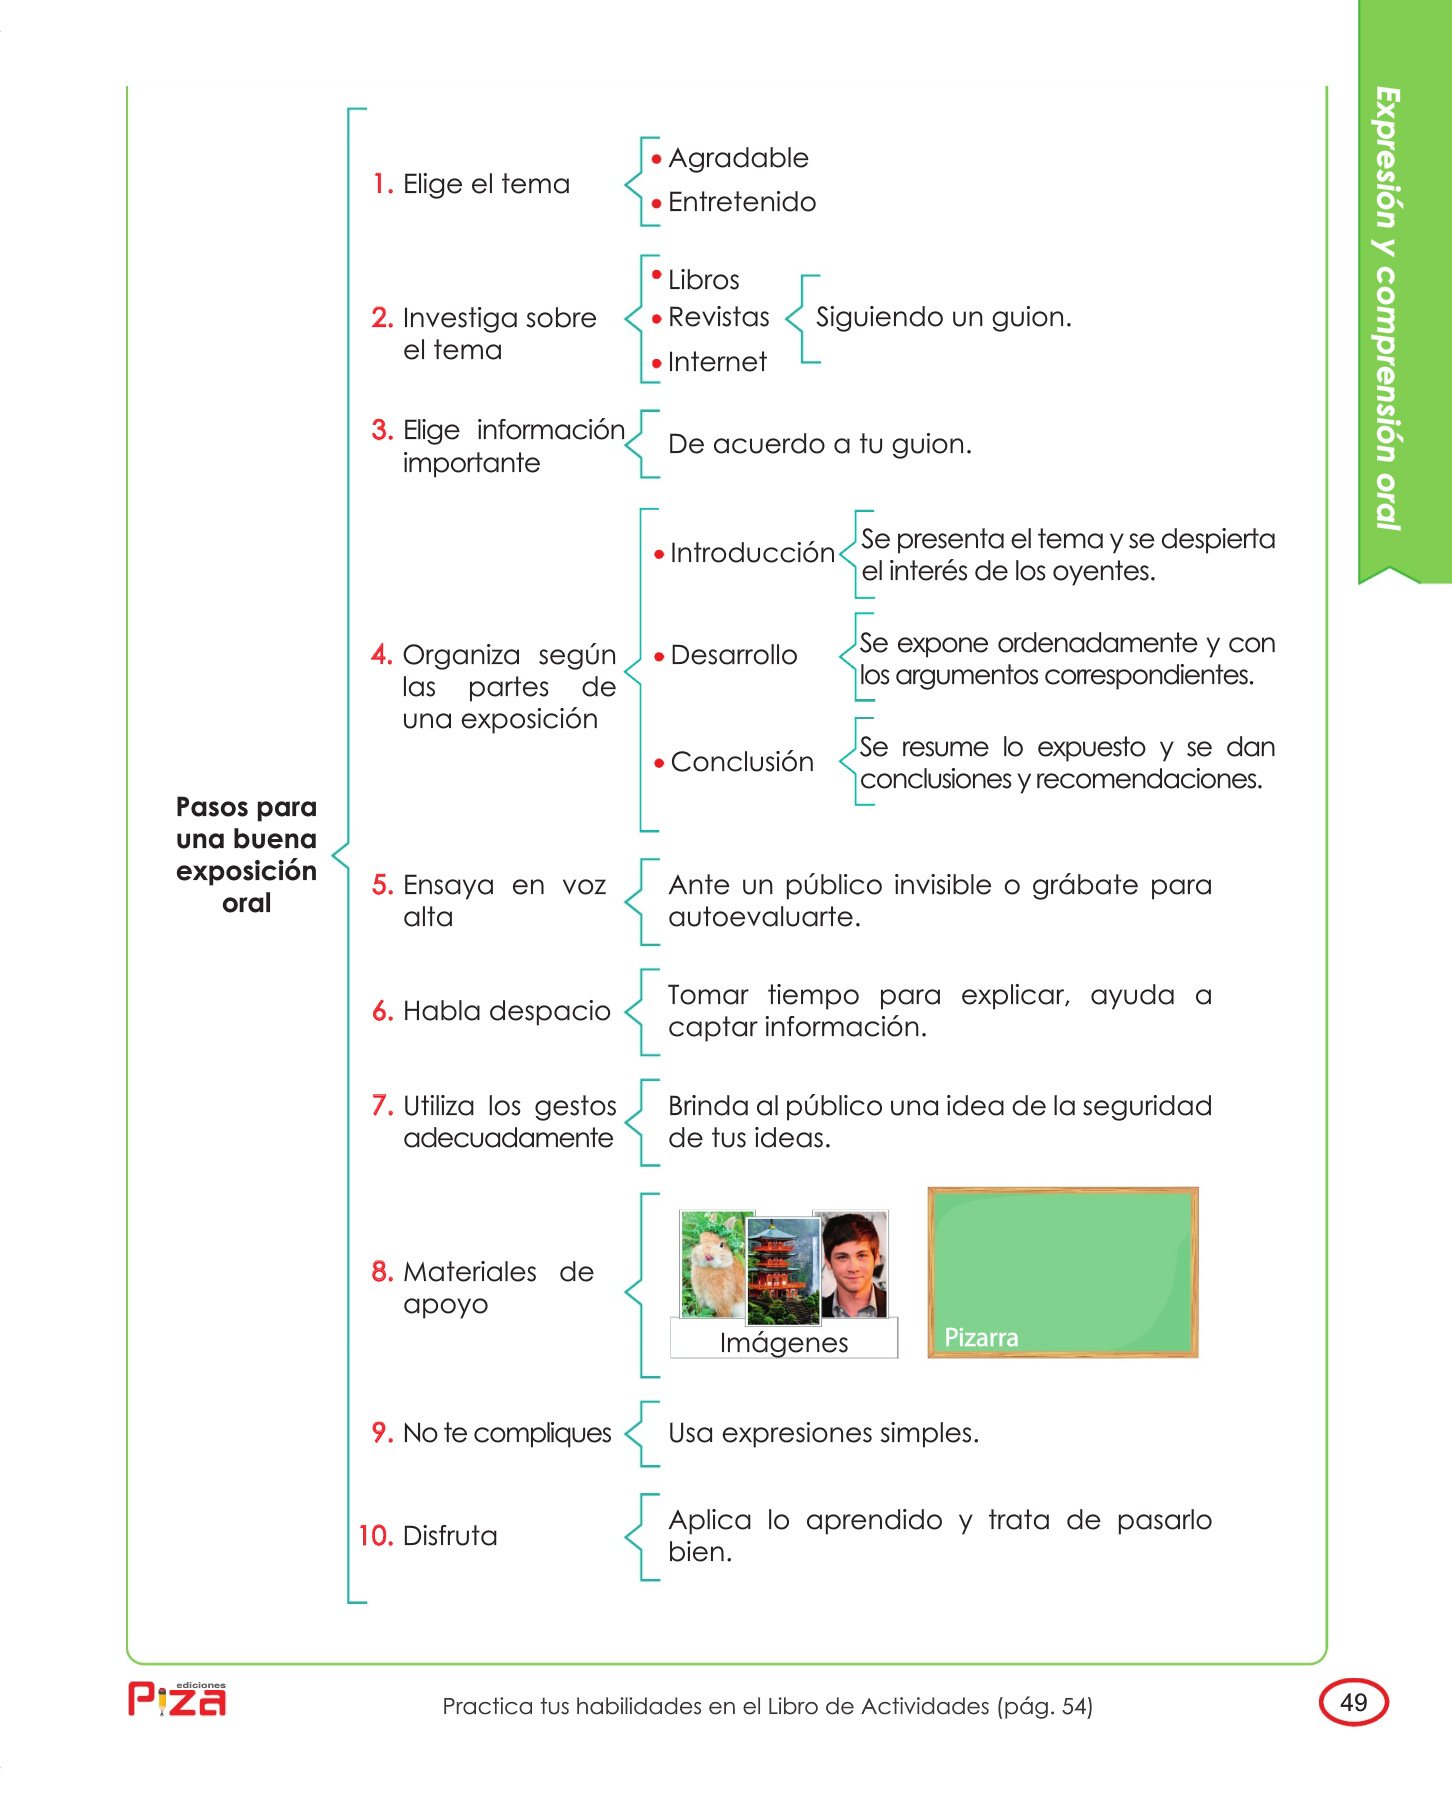 Expresión y comprensión oral
Pasos para
una buena
exposición
oral
1. Elige el tema
• Agradable
• Entretenido
2. Investiga sobre
el tema
• Libros
• Revistas
• Internet
Siguiendo un guion.
3. Elige información
importante
De acuerdo a tu guion.
4. Organiza según
las partes de
una exposición
• Introducción
Se presenta el tema y se despierta
el interés de los oyentes.
• Desarrollo
Se expone ordenadamente y con
los argumentos correspondientes.
• Conclusión
Se resume lo expuesto y se dan
conclusiones y recomendaciones.
5. Ensaya en voz
alta
Ante un público invisible o grábate para
autoevaluarte.
6. Habla despacio
Tomar tiempo para explicar, ayuda a
captar información.
7. Utiliza los gestos
adecuadamente
Brinda al público una idea de la seguridad
de tus ideas.
8. Materiales de
apoyo
Imágenes
Pizarra
9. No te compliques
Usa expresiones simples.
10. Disfruta
Aplica lo aprendido y trata de pasarlo
bien.
ediciones
Piza
Practica tus habilidades en el Libro de Actividades (pág. 54)
49